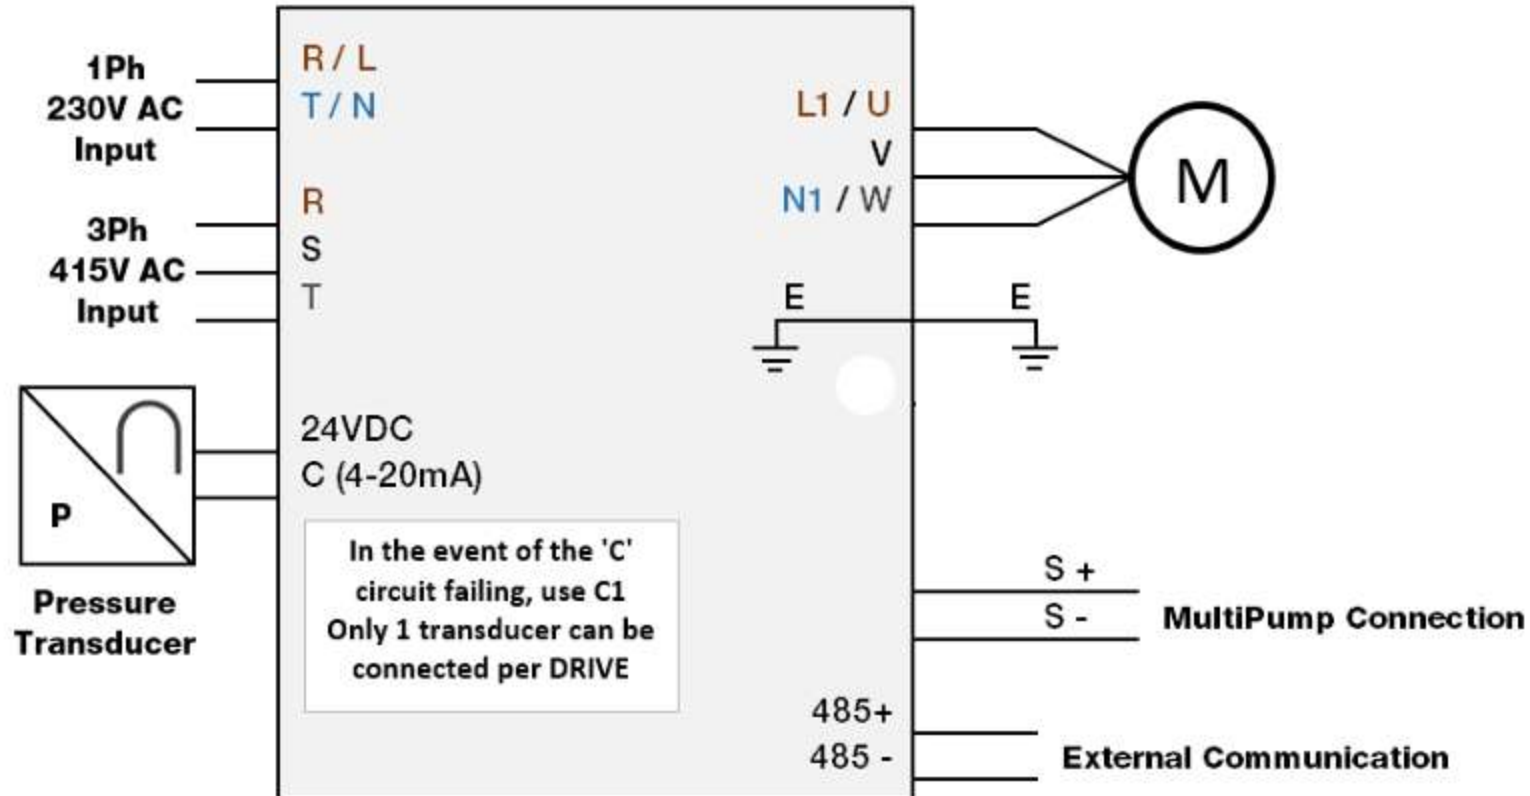 1Ph
230V AC
Input
R / L
T / N
L1 / U
V
N1 / W
M
3Ph
415V AC
Input
R
S
T
E
E
P
Pressure
Transducer
24VDC
C (4-20mA)
In the event of the 'C'
circuit failing, use C1
Only 1 transducer can be
connected per DRIVE
S +
S -
MultiPump Connection
485+
485 -
External Communication